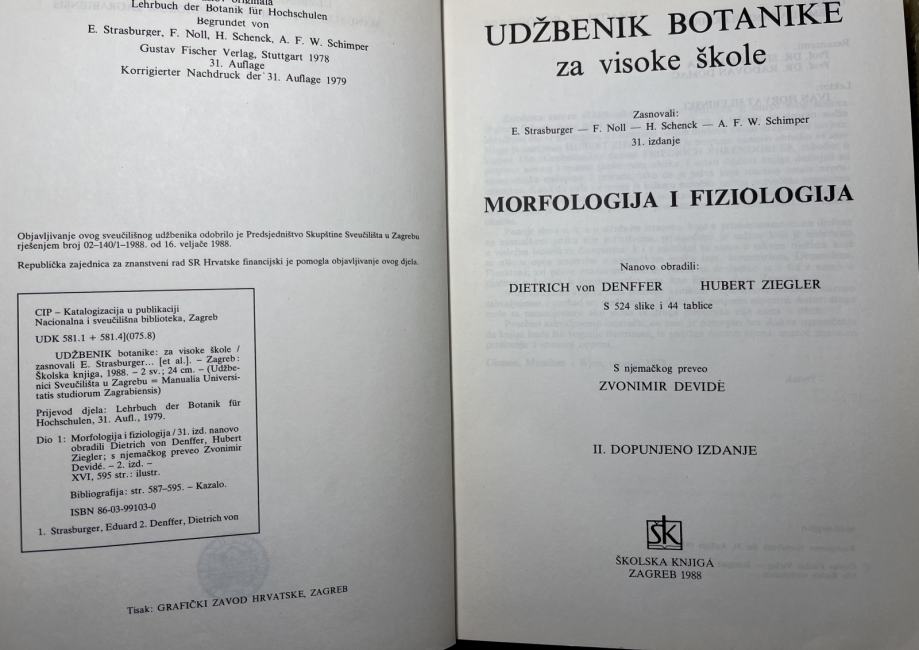 originala
Lehrbuch der Botanik für Hochschulen
Begrundet von
E. Strasburger, F. Noll, H. Schenck, A. F. W. Schimper
Gustav Fischer Verlag, Stuttgart 1978
31. Auflage
Korrigierter Nachdruck der 31. Auflage 1979
Objavljivanje ovog sveučilišnog udžbenika odobrilo je Predsjedništvo Skupštine Sveučilišta u Zagrebu
rješenjem broj 02–140/1–1988. od 16. veljače 1988.
Republička zajednica za znanstveni rad SR Hrvatske financijski je pomogla objavljivanje ovog djela.
CIP – Katalogizacija u publikaciji
Nacionalna i sveučilišna biblioteka, Zagreb
UDK 581.1 + 581.4](075.8)
UDŽBENIK botanike: za visoke škole /
zasnovali E. Strasburger... [et al.]. – Zagreb:
Školska knjiga, 1988. – 2 sv.; 24 cm. – (Udžbe-
nici Sveučilišta u Zagrebu = Manualia Universi-
tatis studiorum Zagrabiensis)
Prijevod djela: Lehrbuch der Botanik für
Hochschulen, 31. Aufl., 1979.
Dio 1: Morfologija i fiziologija / 31. izd. nanovo
obradili Dietrich von Denffer, Hubert
Ziegler; s njemačkog preveo Zvonimir
Devidé. – 2. izd. –
XVI, 595 str.: ilustr.
Bibliografija: str. 587–595. – Kazalo.
ISBN 86-03-99103-0
1. Strasburger, Eduard 2. Denffer, Dietrich von
Tisak: GRAFIČKI ZAVOD HRVATSKE, ZAGREB
UDŽBENIK BOTANIKE
za visoke škole
Zasnovali:
E. Strasburger — F. Noll — H. Schenck — A. F. W. Schimper
31. izdanje
MORFOLOGIJA I FIZIOLOGIJA
Nanovo obradili:
DIETRICH von DENFFER HUBERT ZIEGLER
S 524 slike i 44 tablice
S njemačkog preveo
ZVONIMIR DEVIDÉ
II. DOPUNJENO IZDANJE
ŠK
ŠKOLSKA KNJIGA
ZAGREB 1988